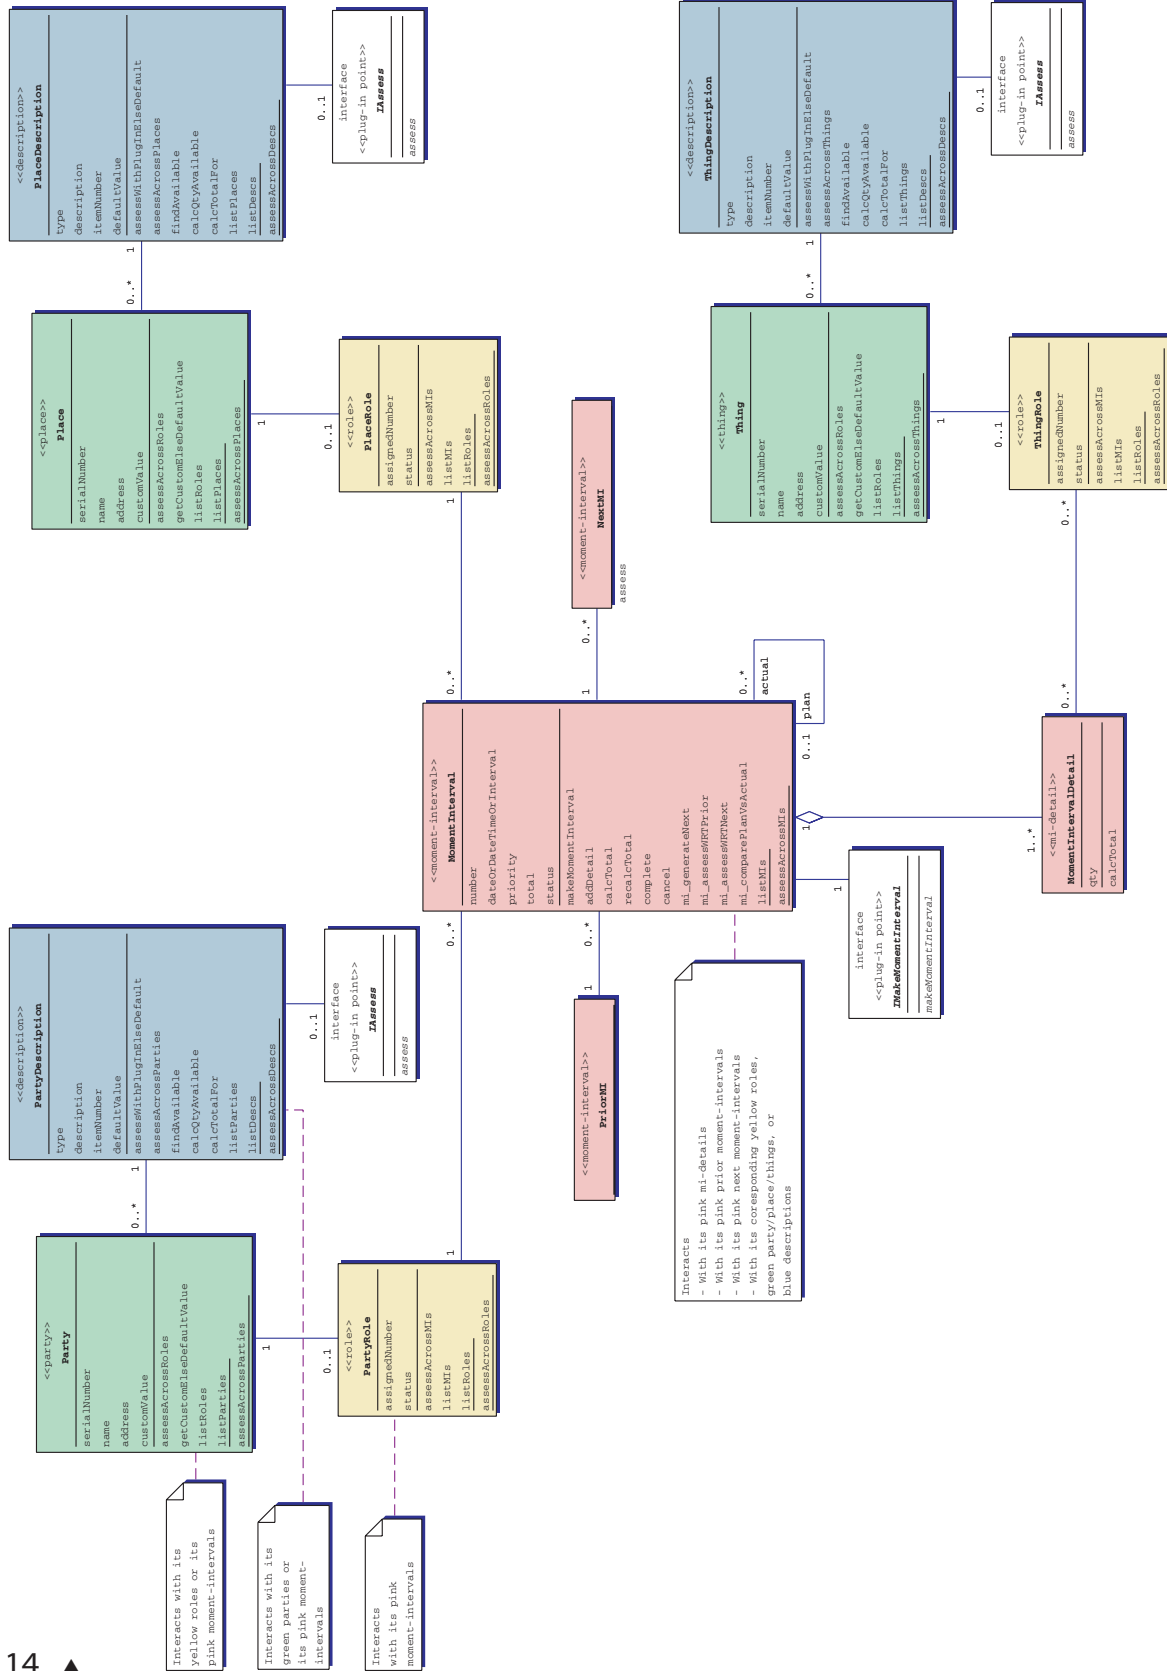 14 ▲
<<party>>
Party
serialNumber
name
address
customValue
assessAcrossRoles
getCustomElseDefaultValue
listRoles
listParties
assessAcrossParties
0..*
1
<<description>>
PartyDescription
type
description
itemNumber
defaultValue
assessWithPlugInElseDefault
assessAcrossParties
findAvailable
calcQtyAvailable
calcTotalFor
listParties
listDescs
assessAcrossDescs
0..1
interface
<<plug-in point>>
IAssess
assess
1
0..1
<<role>>
PartyRole
assignedNumber
status
assessAcrossMIs
listMIs
listRoles
assessAcrossRoles
1
0..*
Interacts with its
yellow roles or its
pink moment-intervals
Interacts with its
green parties or
its pink moment-
intervals
Interacts
with its pink
moment-intervals
<<place>>
Place
serialNumber
name
address
customValue
assessAcrossRoles
getCustomElseDefaultValue
listRoles
listPlaces
assessAcrossPlaces
0..*
1
<<description>>
PlaceDescription
type
description
itemNumber
defaultValue
assessWithPlugInElseDefault
assessAcrossPlaces
findAvailable
calcQtyAvailable
calcTotalFor
listPlaces
listDescs
assessAcrossDescs
0..1
interface
<<plug-in point>>
IAssess
assess
1
0..1
<<role>>
PlaceRole
assignedNumber
status
assessAcrossMIs
listMIs
listRoles
assessAcrossRoles
1
0..*
<<moment-interval>>
MomentInterval
number
dateOrDateTimeOrInterval
priority
total
status
makeMomentInterval
addDetail
calcTotal
recalcTotal
complete
cancel
mi_generateNext
mi_assessWRTPrior
mi_assessWRTNext
mi_comparePlanVsActual
listMIs
assessAcrossMIs
0..*
1
<<moment-interval>>
PriorMI
1
0..*
<<moment-interval>>
NextMI
assess
0..*
actual
0..1
plan
Interacts
- With its pink mi-details
- With its pink prior moment-intervals
- With its pink next moment-intervals
- With its coresponding yellow roles,
green party/place/things, or
blue descriptions
1
interface
<<plug-in point>>
IMakeMomentInterval
makeMomentInterval
1
1..*
<<mi-detail>>
MomentIntervalDetail
qty
calcTotal
0..*
0..*
<<thing>>
Thing
serialNumber
name
address
customValue
assessAcrossRoles
getCustomElseDefaultValue
listRoles
listThings
assessAcrossThings
0..*
1
<<description>>
ThingDescription
type
description
itemNumber
defaultValue
assessWithPlugInElseDefault
assessAcrossThings
findAvailable
calcQtyAvailable
calcTotalFor
listThings
listDescs
assessAcrossDescs
0..1
interface
<<plug-in point>>
IAssess
assess
1
0..1
<<role>>
ThingRole
assignedNumber
status
assessAcrossMIs
listMIs
listRoles
assessAcrossRoles